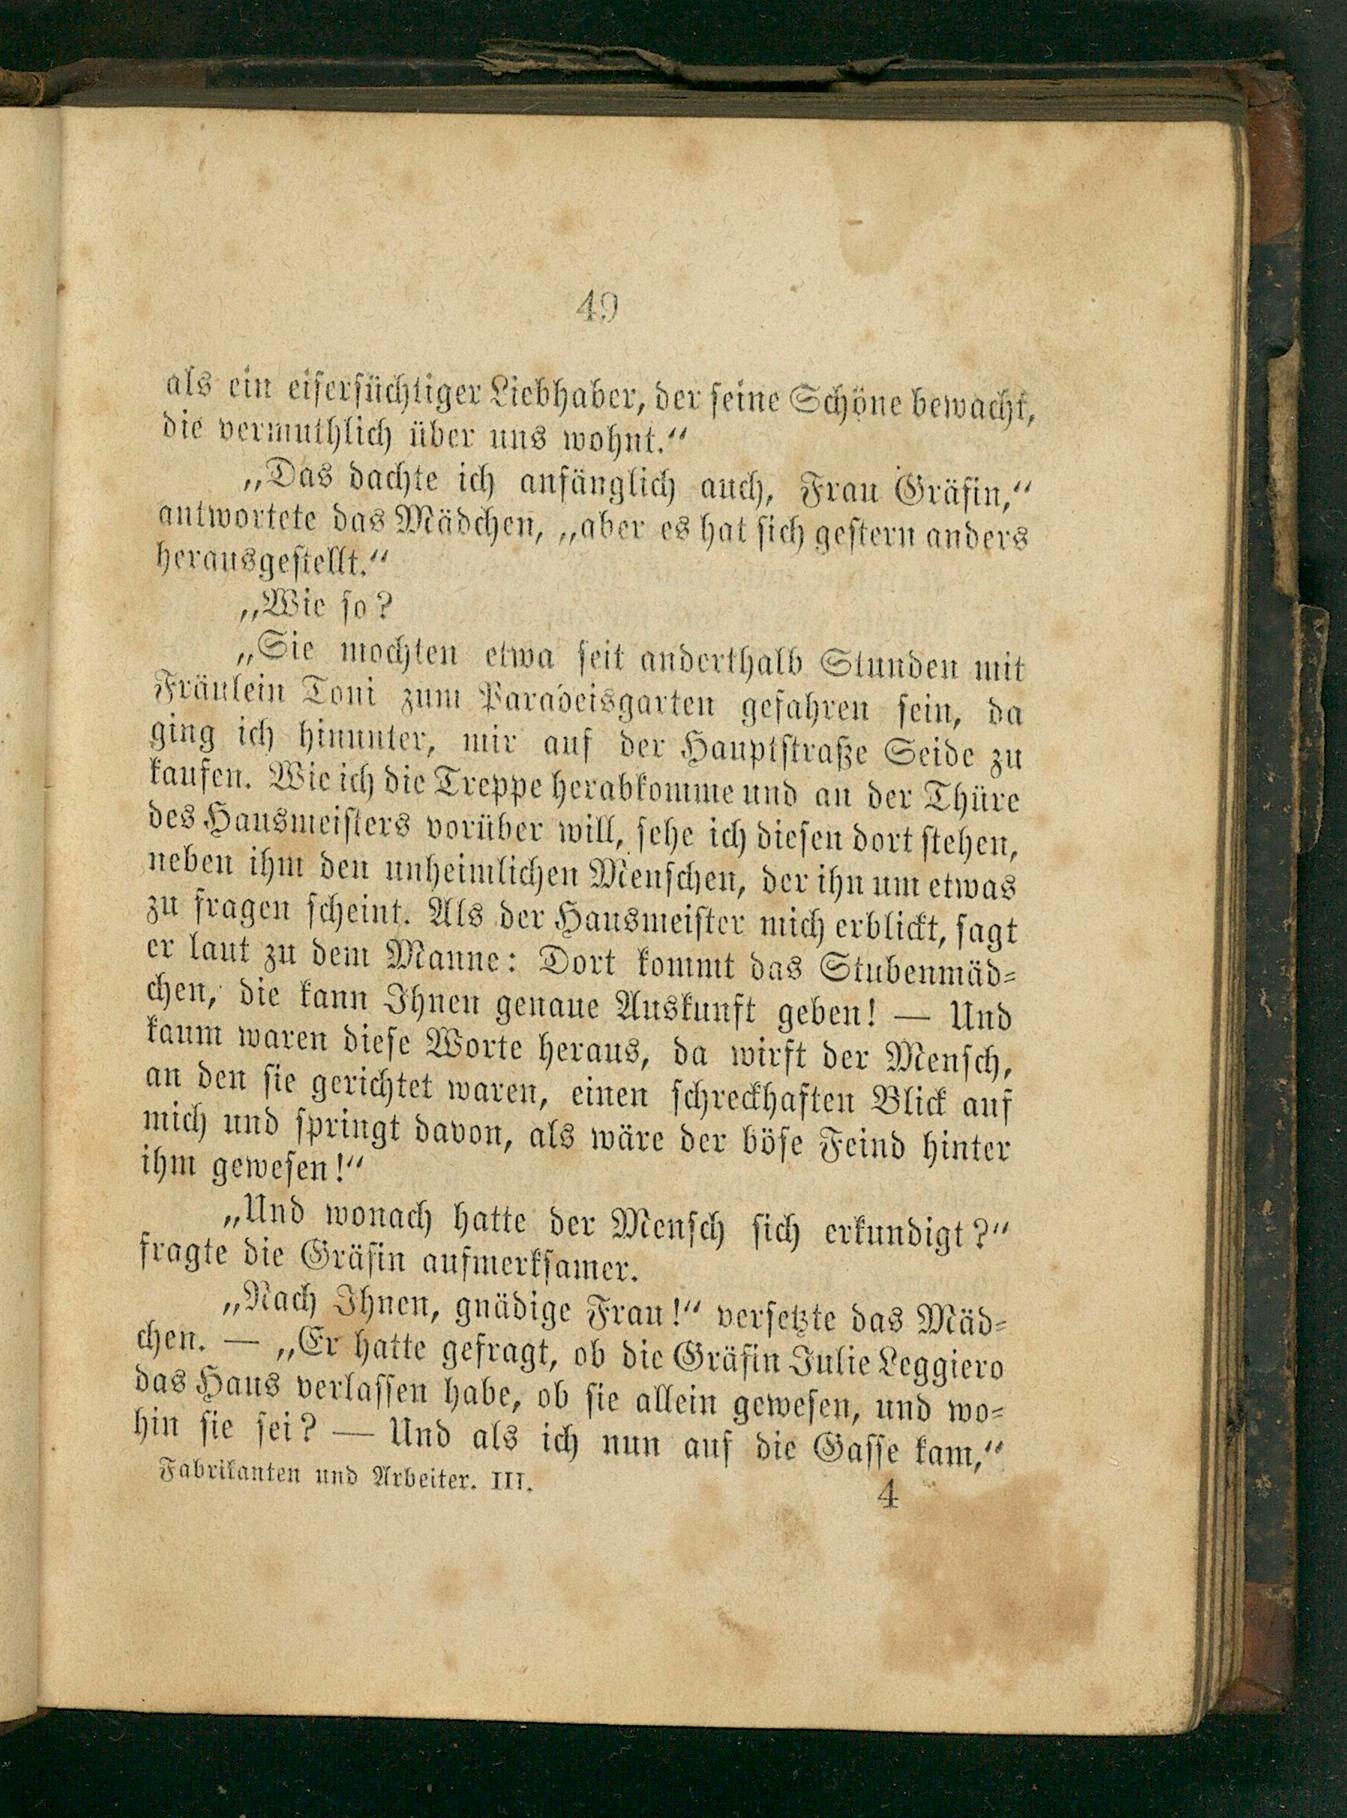 49
als ein eifersüchtiger Liebhaber, der seine Schöne bewacht,
die vermuthlich über uns wohnt.“
„Das dachte ich anfänglich auch, Frau Gräfin,“
antwortete das Mädchen, „aber es hat sich gestern anders
herausgestellt.“
„Wie so?
„Sie mochten etwa seit anderthalb Stunden mit
Fräulein Toni zum Paradeisgarten gefahren sein, da
ging ich hinunter, mir auf der Hauptstraße Seide zu
kaufen. Wie ich die Treppe herabkomme und an der Thüre
des Hausmeisters vorüber will, sehe ich diesen dort stehen,
neben ihm den unheimlichen Menschen, der ihn um etwas
zu fragen scheint. Als der Hausmeister mich erblickt, sagt
er laut zu dem Manne: Dort kommt das Stubenmäd-
chen, die kann Ihnen genaue Auskunft geben! — Und
kaum waren diese Worte heraus, da wirft der Mensch,
an den sie gerichtet waren, einen schreckhaften Blick auf
mich und springt davon, als wäre der böse Feind hinter
ihm gewesen!“
„Und wonach hatte der Mensch sich erkundigt?“
fragte die Gräfin aufmerksamer.
„Nach Ihnen, gnädige Frau!“ versetzte das Mäd-
chen. — „Er hatte gefragt, ob die Gräfin Julie Leggiero
das Haus verlassen habe, ob sie allein gewesen, und wo-
hin sie sei? — Und als ich nun auf die Gasse kam,“
Fabrikanten und Arbeiter. III.
4